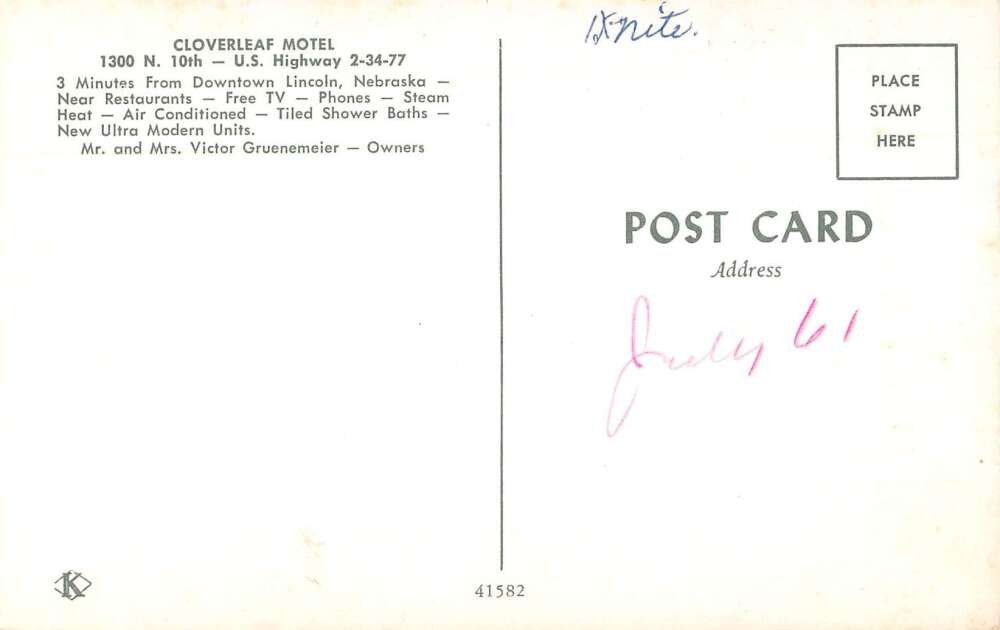 CLOVERLEAF MOTEL
1300 N. 10th — U.S. Highway 2-34-77
3 Minutes From Downtown Lincoln, Nebraska —
Near Restaurants — Free TV — Phones — Steam
Heat — Air Conditioned — Tiled Shower Baths —
New Ultra Modern Units.
Mr. and Mrs. Victor Gruenemeier — Owners
nite.
PLACE
STAMP
HERE
POST CARD
Address
July 61
K
41582